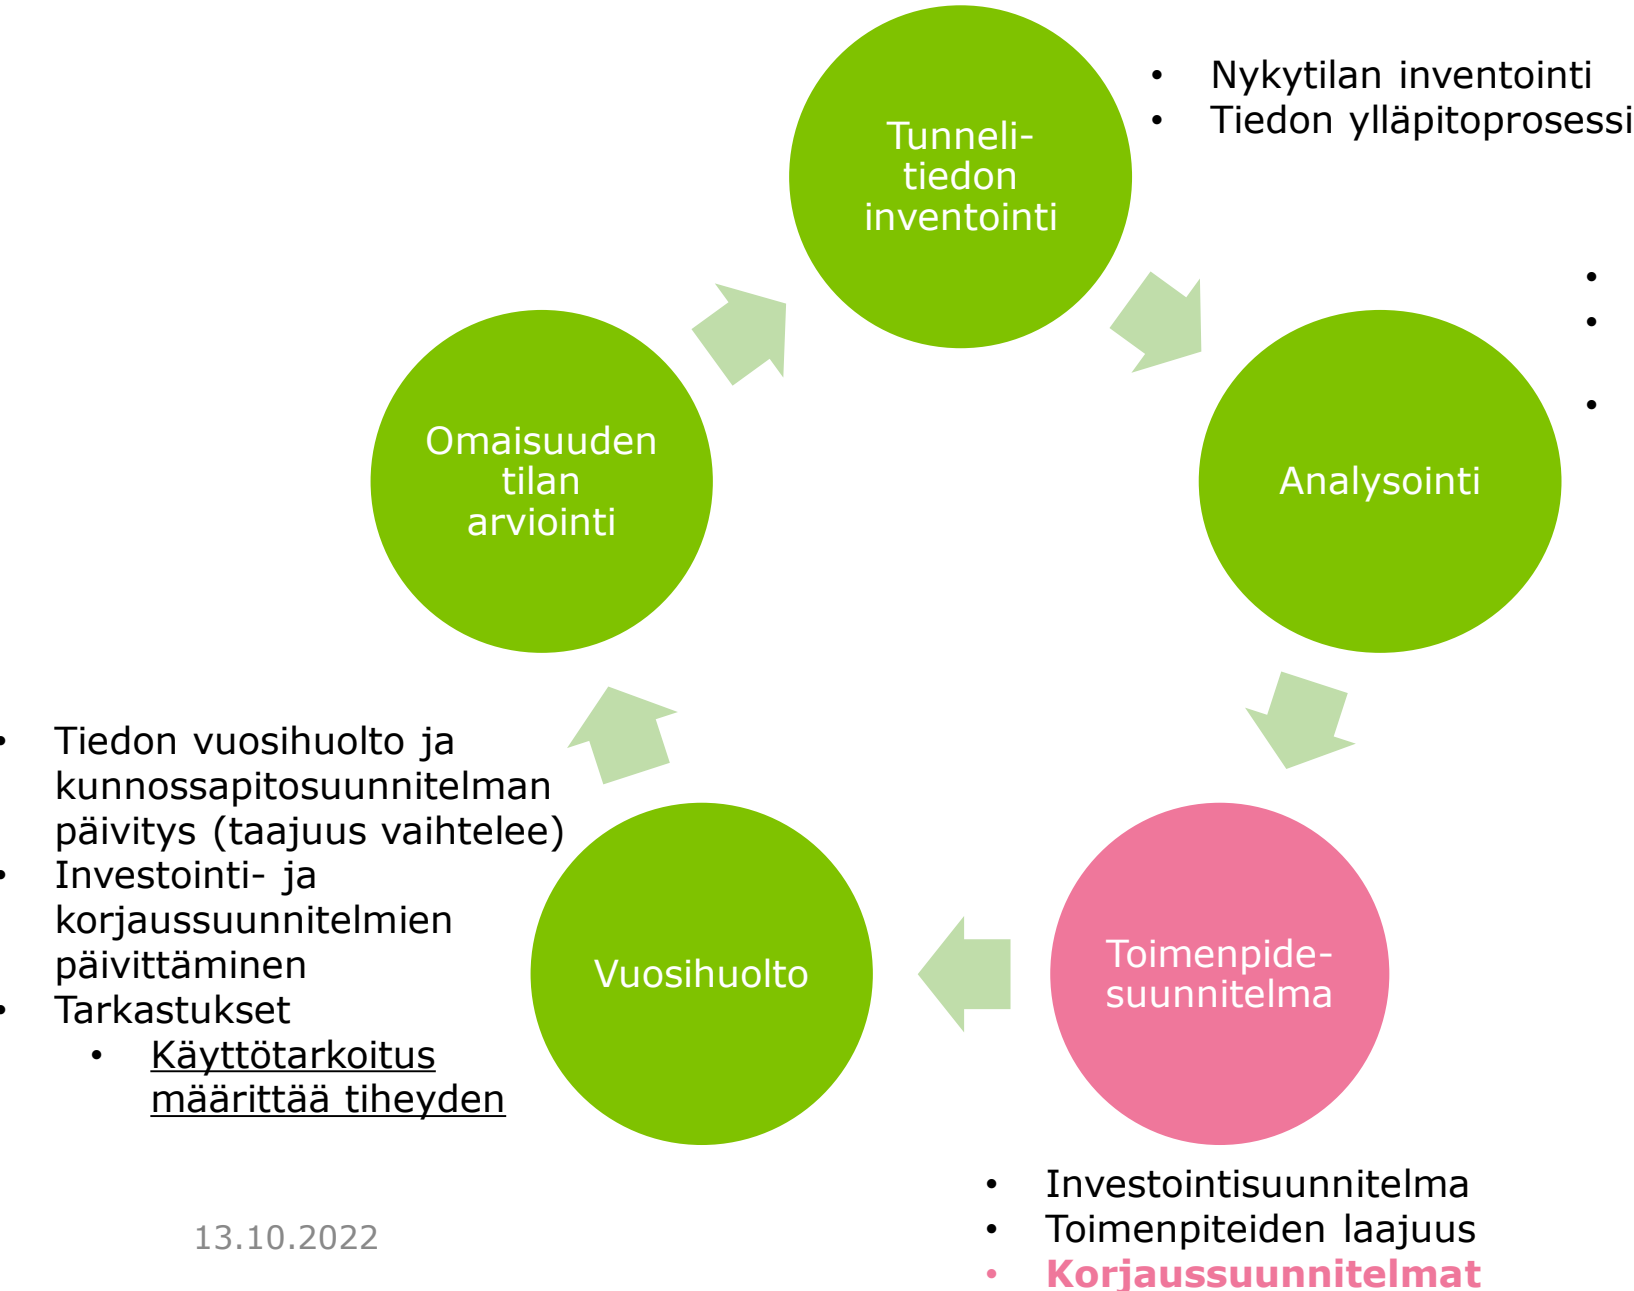 • Nykytilan inventointi
• Tiedon ylläpitoprosessi
Tunneli-
tiedon
inventointi
•
•
•
Omaisuuden
tilan
arviointi
Analysointi
• Tiedon vuosihuolto ja
kunnossapitosuunnitelman
päivitys (taajuus vaihtelee)
• Investointi- ja
korjaussuunnitelmien
päivittäminen
• Tarkastukset
• Käyttötarkoitus
määrittää tiheyden
Vuosihuolto
Toimenpide-
suunnitelma
• Investointisuunnitelma
• Toimenpiteiden laajuus
• Korjaussuunnitelmat
13.10.2022